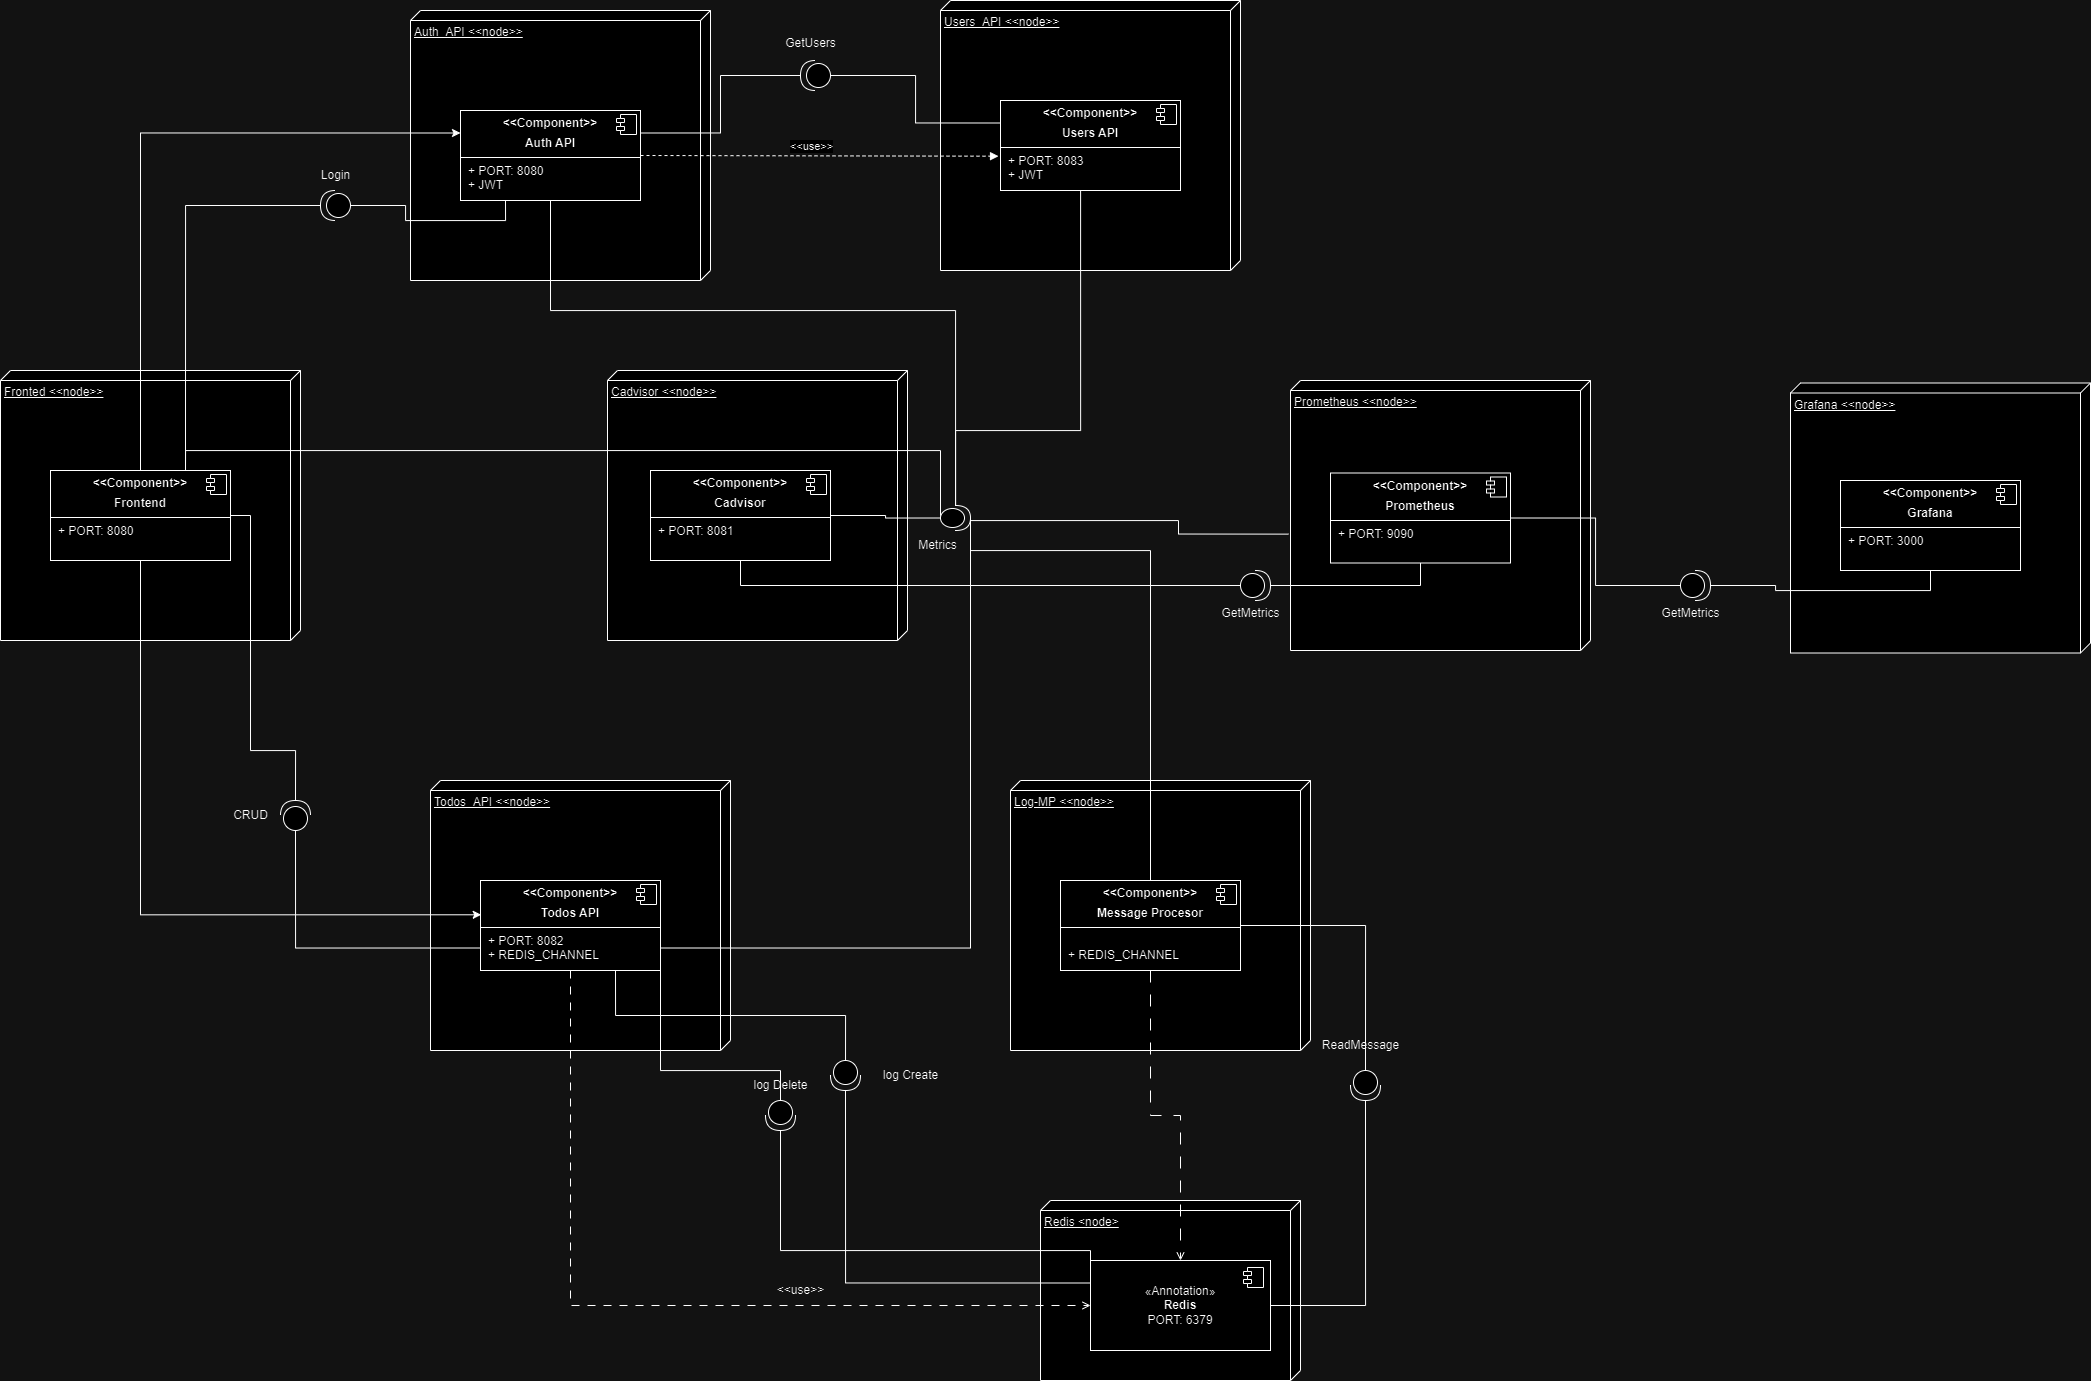 Auth_API <<node>>
<<Component>>
Auth API
+ PORT: 8080
+ JWT
GetUsers
<<use>>
Users_API <<node>>
<<Component>>
Users API
+ PORT: 8083
+ JWT
Login
Fronted <<node>>
<<Component>>
Frontend
+ PORT: 8080
Cadvisor <<node>>
<<Component>>
Cadvisor
+ PORT: 8081
Metrics
Prometheus <<node>>
<<Component>>
Prometheus
+ PORT: 9090
GetMetrics
Grafana <<node>>
<<Component>>
Grafana
+ PORT: 3000
GetMetrics
CRUD
Todos_API <<node>>
<<Component>>
Todos API
+ PORT: 8082
+ REDIS_CHANNEL
Log-MP <<node>>
<<Component>>
Message Procesor
+ REDIS_CHANNEL
ReadMessage
log Delete
log Create
<<use>>
Redis <node>
«Annotation»
Redis
PORT: 6379